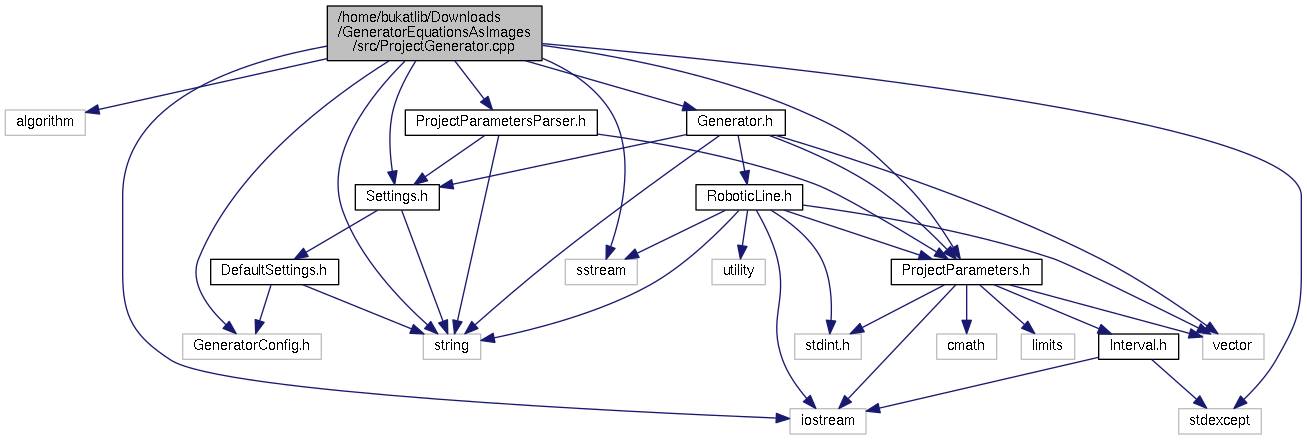 /home/bukatlib/Downloads
/GeneratorEquationsAsImages
/src/ProjectGenerator.cpp
algorithm
ProjectParametersParser.h
Generator.h
Settings.h
RoboticLine.h
DefaultSettings.h
sstream
utility
ProjectParameters.h
GeneratorConfig.h
string
stdint.h
cmath
limits
Interval.h
vector
iostream
stdexcept